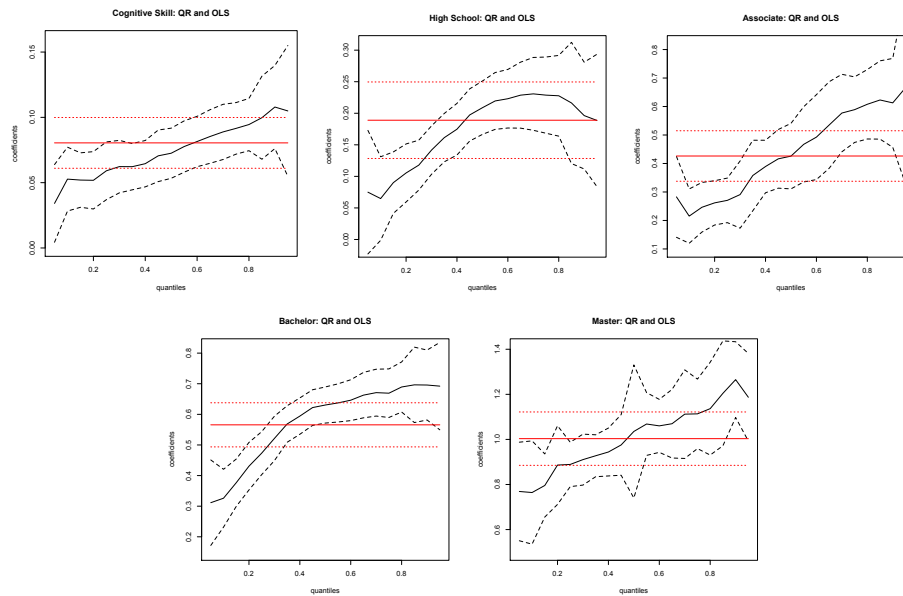 Cognitive Skill: QR and OLS
coefficients
0.15
0.10
0.05
0.00
0.2 0.4 0.6 0.8
quantiles
High School: QR and OLS
coefficients
0.30
0.25
0.20
0.15
0.10
0.05
0.00
0.2 0.4 0.6 0.8
quantiles
Associate: QR and OLS
coefficients
0.8
0.7
0.6
0.5
0.4
0.3
0.2
0.1
0.2 0.4 0.6 0.8
quantiles
Bachelor: QR and OLS
coefficients
0.8
0.7
0.6
0.5
0.4
0.3
0.2
0.2 0.4 0.6 0.8
quantiles
Master: QR and OLS
coefficients
1.4
1.2
1.0
0.8
0.6
0.2 0.4 0.6 0.8
quantiles